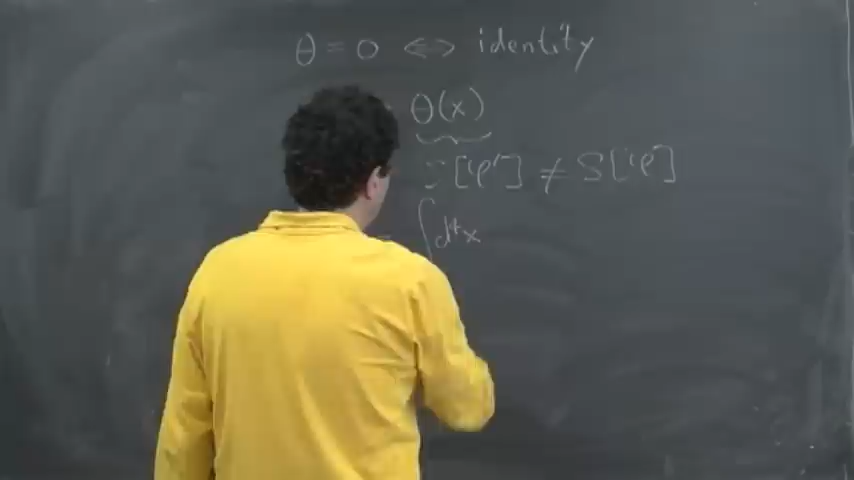 θ = 0 ⟺ identity
θ(x)
S[φ'] ≠ S[φ]
= ∫d⁴x